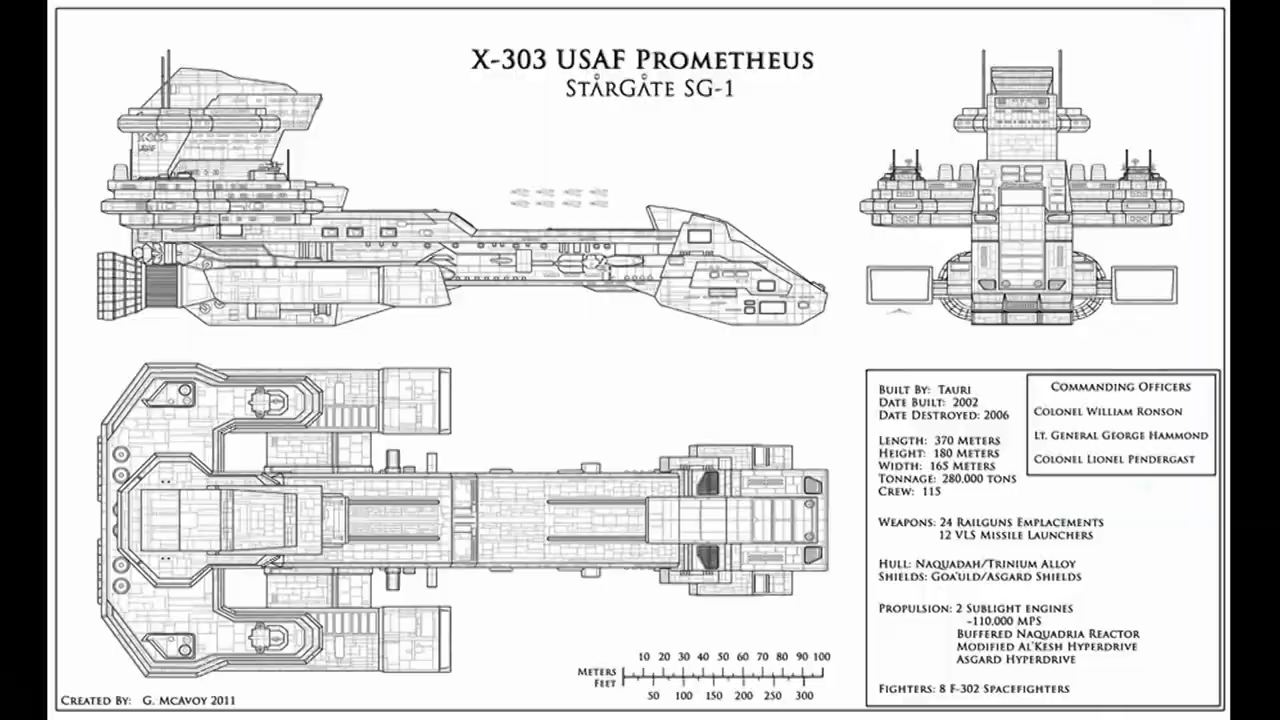 X-303 USAF Prometheus
StarGate SG-1
X-303
USAF
Built By: Tauri
Date Built: 2002
Date Destroyed: 2006
Length: 370 Meters
Height: 180 Meters
Width: 165 Meters
Tonnage: 280,000 tons
Crew: 115
Weapons: 24 Railguns Emplacements
12 VLS Missile Launchers
Hull: Naquadah/Trinium Alloy
Shields: Goa'uld/Asgard Shields
Propulsion: 2 Sublight engines
~110,000 MPS
Buffered Naquadria Reactor
Modified Al'Kesh Hyperdrive
Asgard Hyperdrive
Fighters: 8 F-302 Spacefighters
Commanding Officers
Colonel William Ronson
Lt. General George Hammond
Colonel Lionel Pendergast
10 20 30 40 50 60 70 80 90 100
Meters
Feet
50 100 150 200 250 300
Created By: G. McAvoy 2011